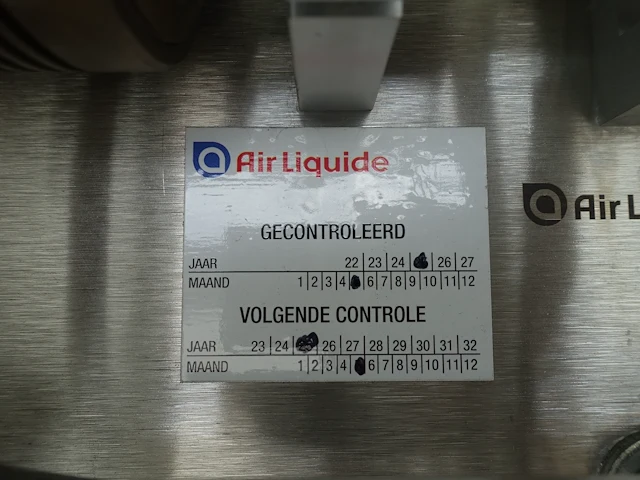 Air Liquide
GECONTROLEERD
JAAR 22 23 24 26 27
MAAND 1 2 3 4 6 7 8 9 10 11 12
VOLGENDE CONTROLE
JAAR 23 24 26 27 28 29 30 31 32
MAAND 1 2 3 4 6 7 8 9 10 11 12
Air L